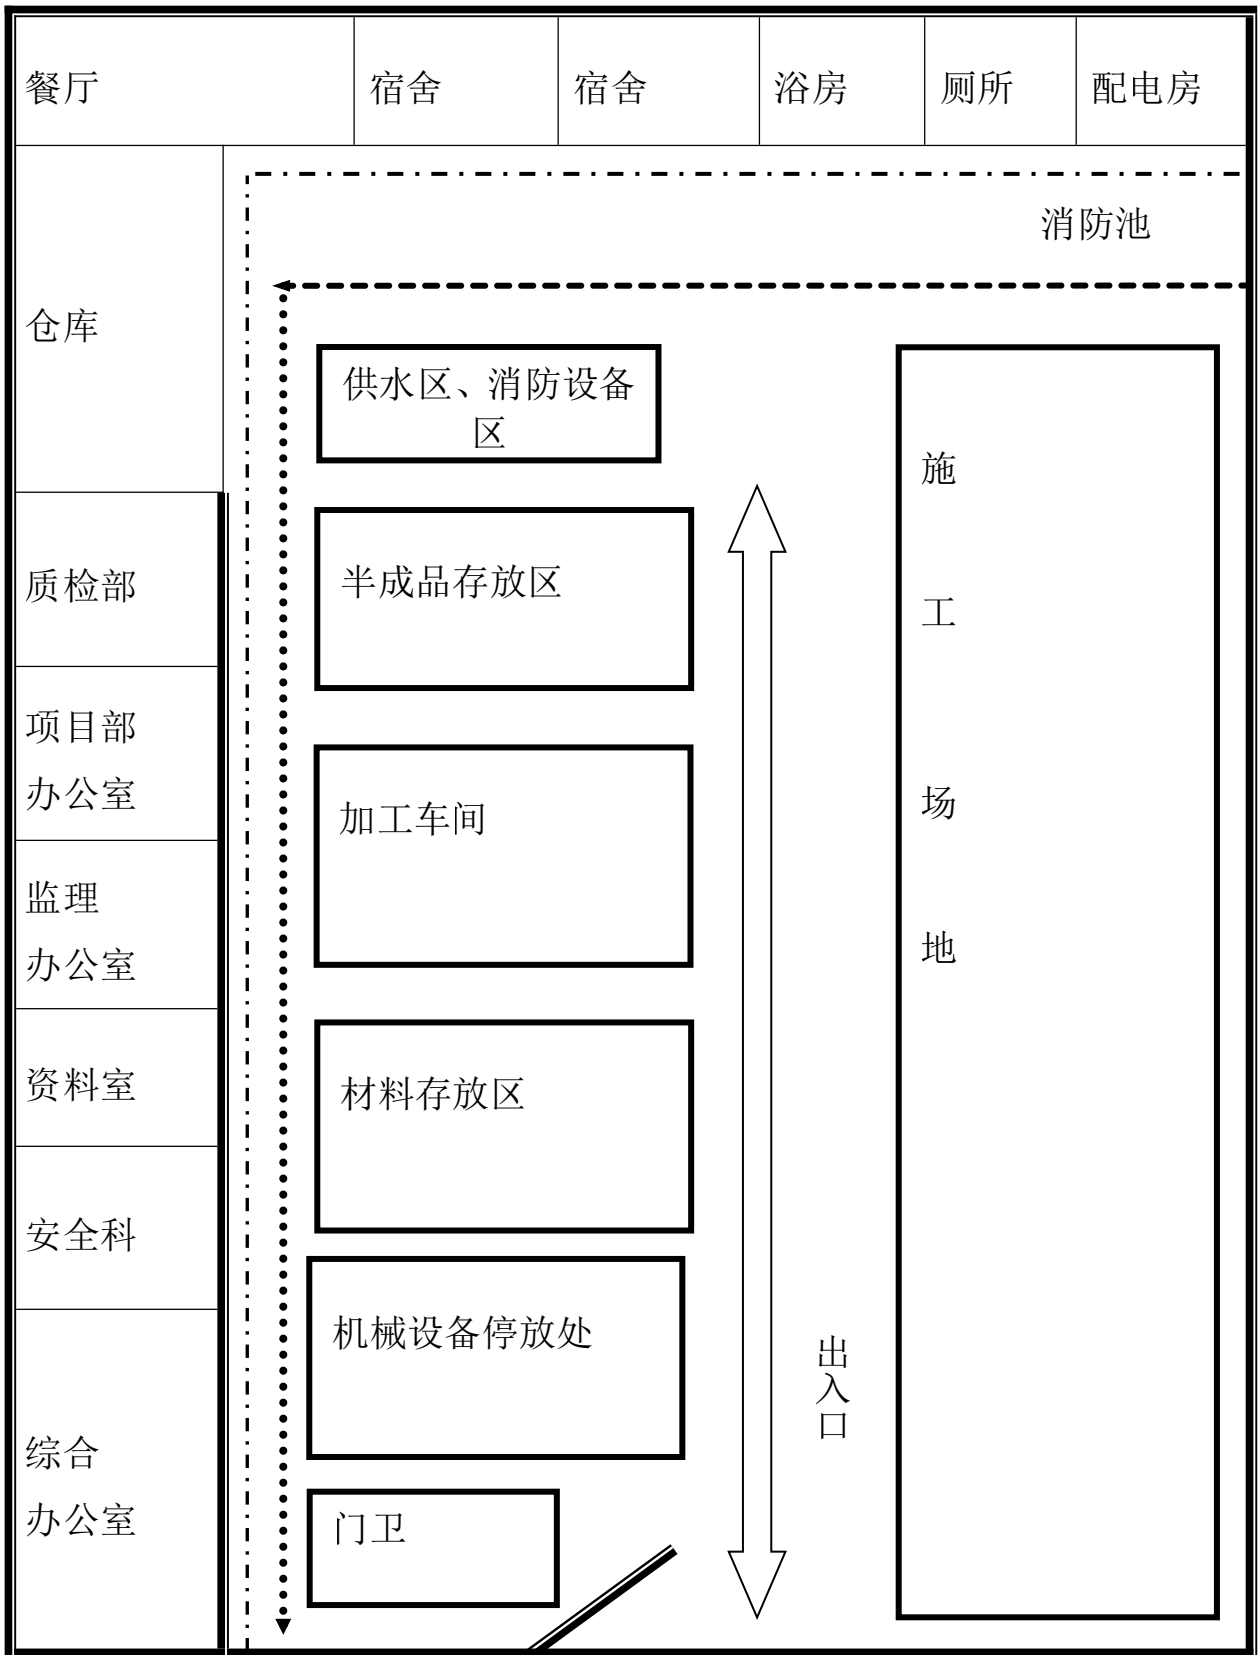 餐厅
宿舍
宿舍
浴房
厕所
配电房
消防池
仓库
供水区、消防设备
区
施
工
场
地
质检部
半成品存放区
项目部
办公室
加工车间
监理
办公室
资料室
材料存放区
安全科
机械设备停放处
出
入
口
综合
办公室
门卫